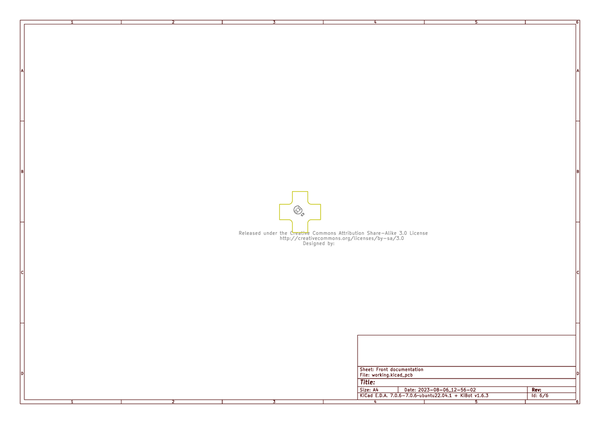 1 2 3 4 5 6
A A
B B
Released under the Creative Commons Attribution Share-Alike 3.0 License
http://creativecommons.org/licenses/by-sa/3.0
Designed by:
C C
Sheet: Front documentation
File: working.kicad_pcb
D D
Title:
Size: A4 Date: 2023-08-06_12-56-02 Rev:
KiCad E.D.A. 7.0.6-7.0.6~ubuntu22.04.1 + KiBot v1.6.3 Id: 6/6
1 2 3 4 5 6